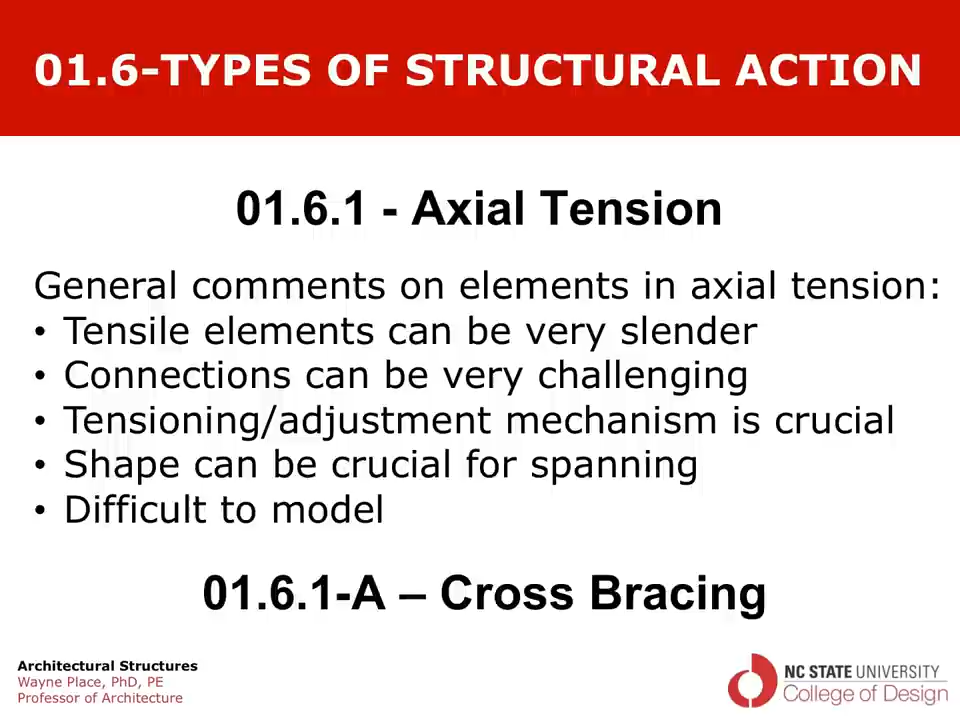 01.6-TYPES OF STRUCTURAL ACTION
01.6.1 - Axial Tension
General comments on elements in axial tension:
• Tensile elements can be very slender
• Connections can be very challenging
• Tensioning/adjustment mechanism is crucial
• Shape can be crucial for spanning
• Difficult to model
01.6.1-A – Cross Bracing
Architectural Structures
Wayne Place, PhD, PE
Professor of Architecture
NC STATE UNIVERSITY
College of Design